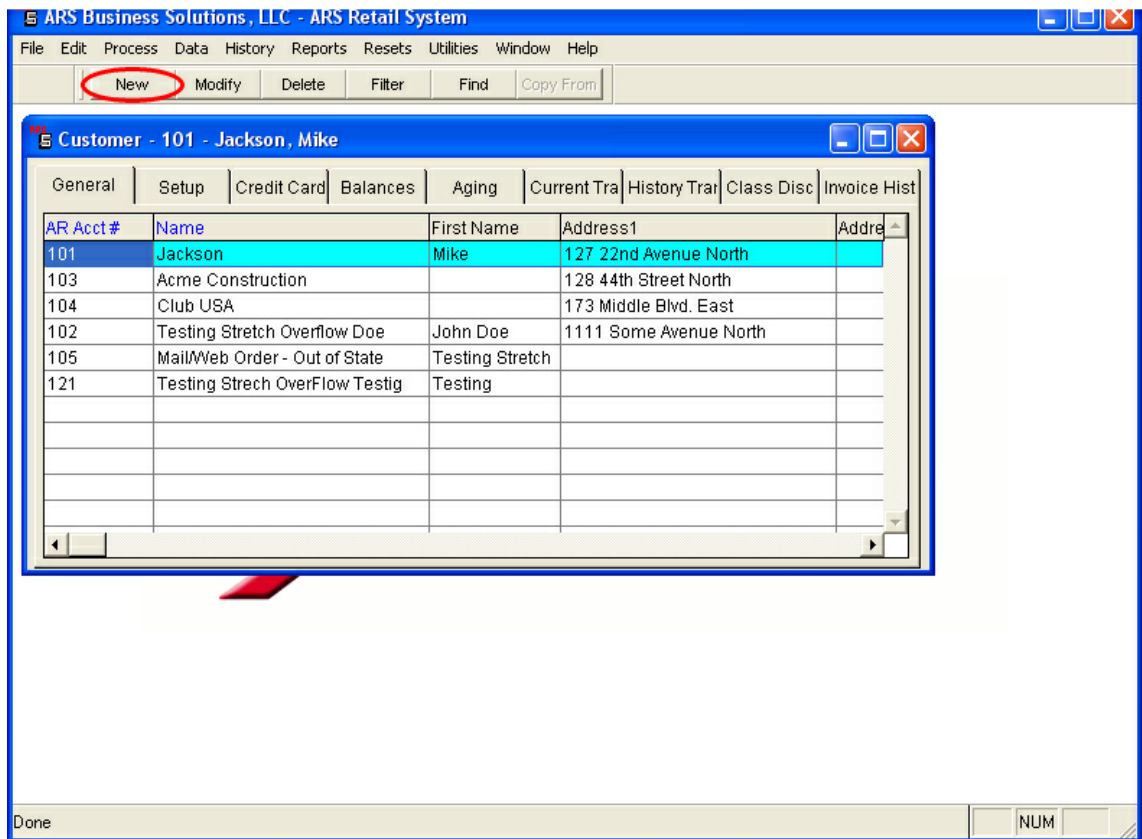 ARS Business Solutions, LLC - ARS Retail System
File Edit Process Data History Reports Resets Utilities Window Help
New Modify Delete Filter Find Copy From
Customer - 101 - Jackson, Mike
General Setup Credit Card Balances Aging Current Tra History Trar Class Disc Invoice Hist
AR Acct # Name First Name Address1 Addre
101 Jackson Mike 127 22nd Avenue North
103 Acme Construction 128 44th Street North
104 Club USA 173 Middle Blvd. East
102 Testing Stretch Overflow Doe John Doe 1111 Some Avenue North
105 Mail/Web Order - Out of State Testing Stretch
121 Testing Strech OverFlow Testig Testing
Done NUM